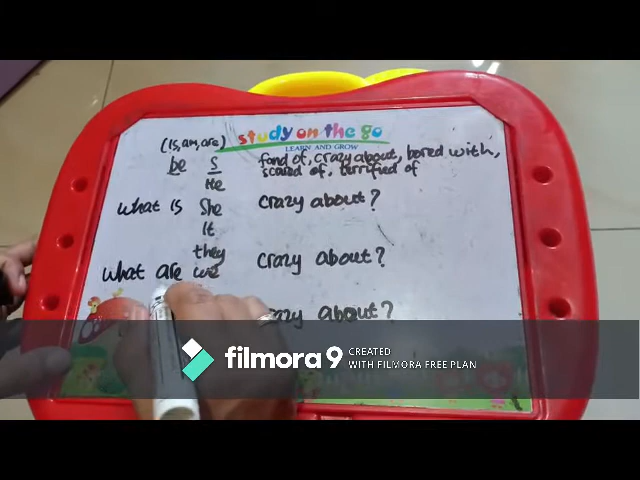 study on the go
LEARN AND GROW
(is, am, are)
be S fond of, crazy about, bored with,
scared of, terrified of
He
what is She crazy about?
It
they
what are we crazy about?
crazy about?
filmora 9 CREATED
WITH FILMORA FREE PLAN